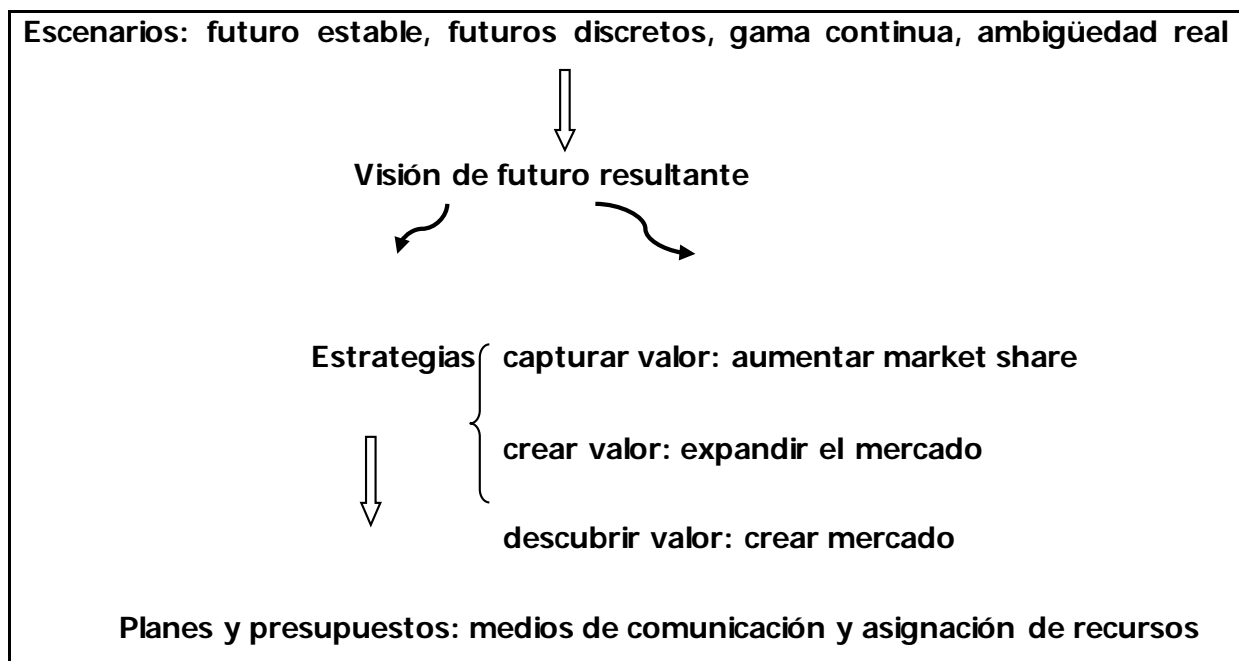 Escenarios: futuro estable, futuros discretos, gama continua, ambigüedad real
Visión de futuro resultante
Estrategias capturar valor: aumentar market share
crear valor: expandir el mercado
descubrir valor: crear mercado
Planes y presupuestos: medios de comunicación y asignación de recursos